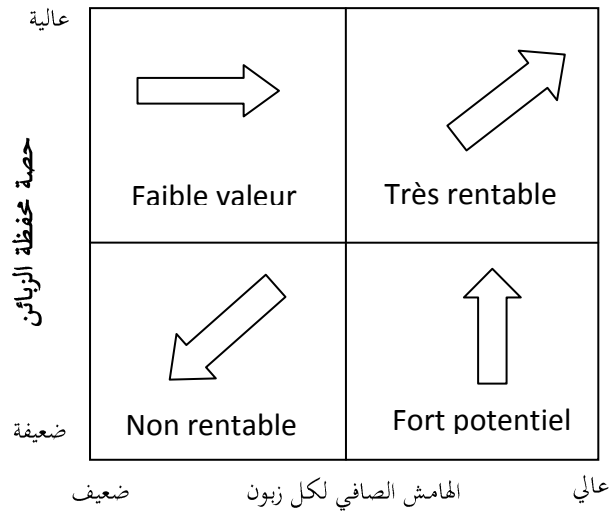 عالية
Faible valeur
Très rentable
حصة محفظة الزبائن
Non rentable
Fort potentiel
ضعيفة
ضعيف
الهامش الصافي لكل زبون
عالي